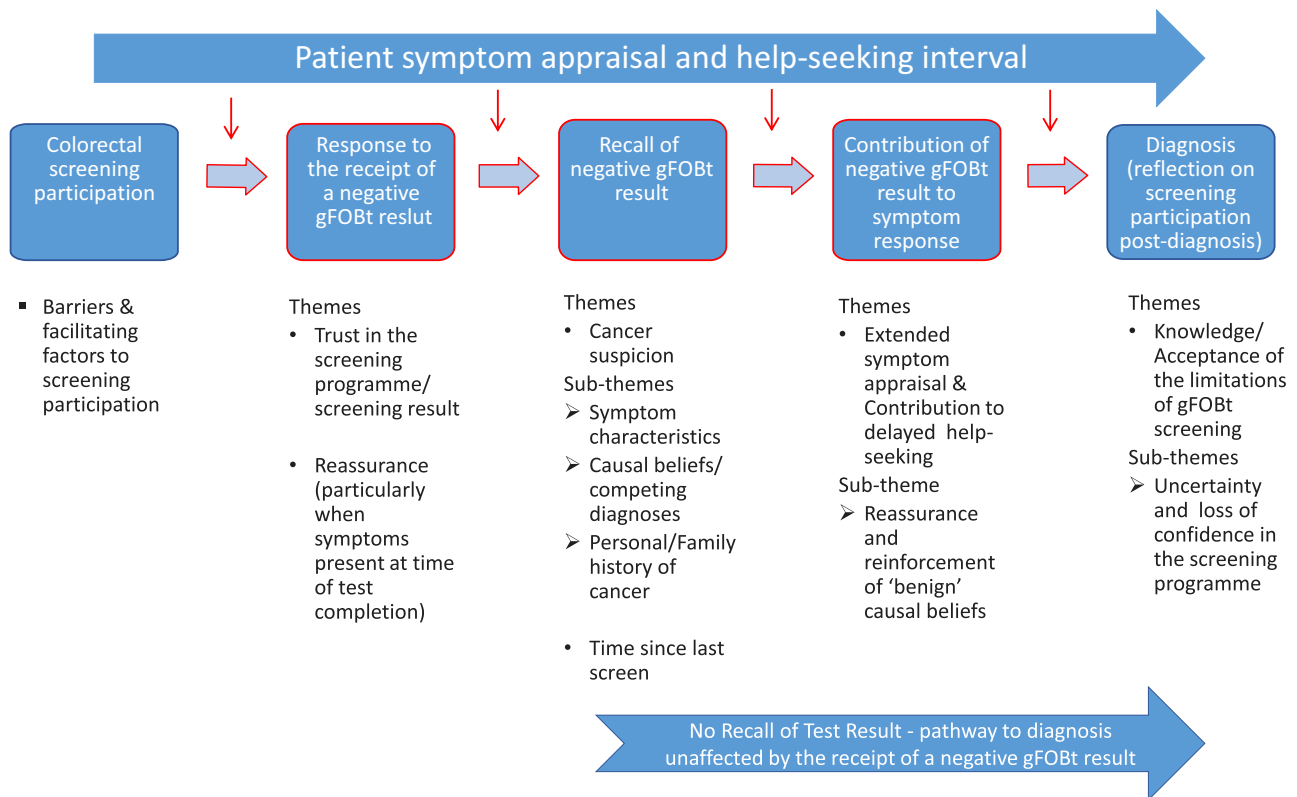 Patient symptom appraisal and help-seeking interval
Colorectal
screening
participation
Response to
the receipt of
a negative
gFOBt reslut
Recall of
negative gFOBt
result
Contribution of
negative gFOBt
result to
symptom
response
Diagnosis
(reflection on
screening
participation
post-diagnosis)
▪ Barriers &
facilitating
factors to
screening
participation
Themes
• Trust in the
screening
programme/
screening result
• Reassurance
(particularly
when
symptoms
present at time
of test
completion)
Themes
• Cancer
suspicion
Sub-themes
➢ Symptom
characteristics
➢ Causal beliefs/
competing
diagnoses
➢ Personal/Family
history of
cancer
• Time since last
screen
Themes
• Extended
symptom
appraisal &
Contribution to
delayed help-
seeking
Sub-theme
➢ Reassurance
and
reinforcement
of ‘benign’
causal beliefs
Themes
• Knowledge/
Acceptance of
the limitations
of gFOBt
screening
Sub-themes
➢ Uncertainty
and loss of
confidence in
the screening
programme
No Recall of Test Result - pathway to diagnosis
unaffected by the receipt of a negative gFOBt result